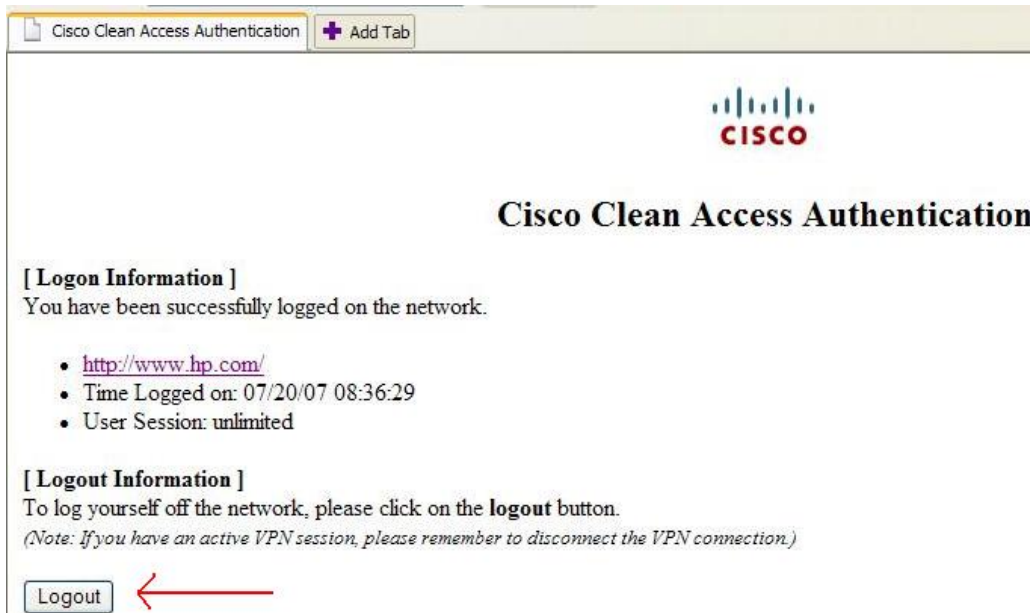 Cisco Clean Access Authentication
Add Tab
CISCO
Cisco Clean Access Authentication
[ Logon Information ]
You have been successfully logged on the network.
http://www.hp.com/
Time Logged on: 07/20/07 08:36:29
User Session: unlimited
[ Logout Information ]
To log yourself off the network, please click on the logout button.
(Note: If you have an active VPN session, please remember to disconnect the VPN connection.)
Logout